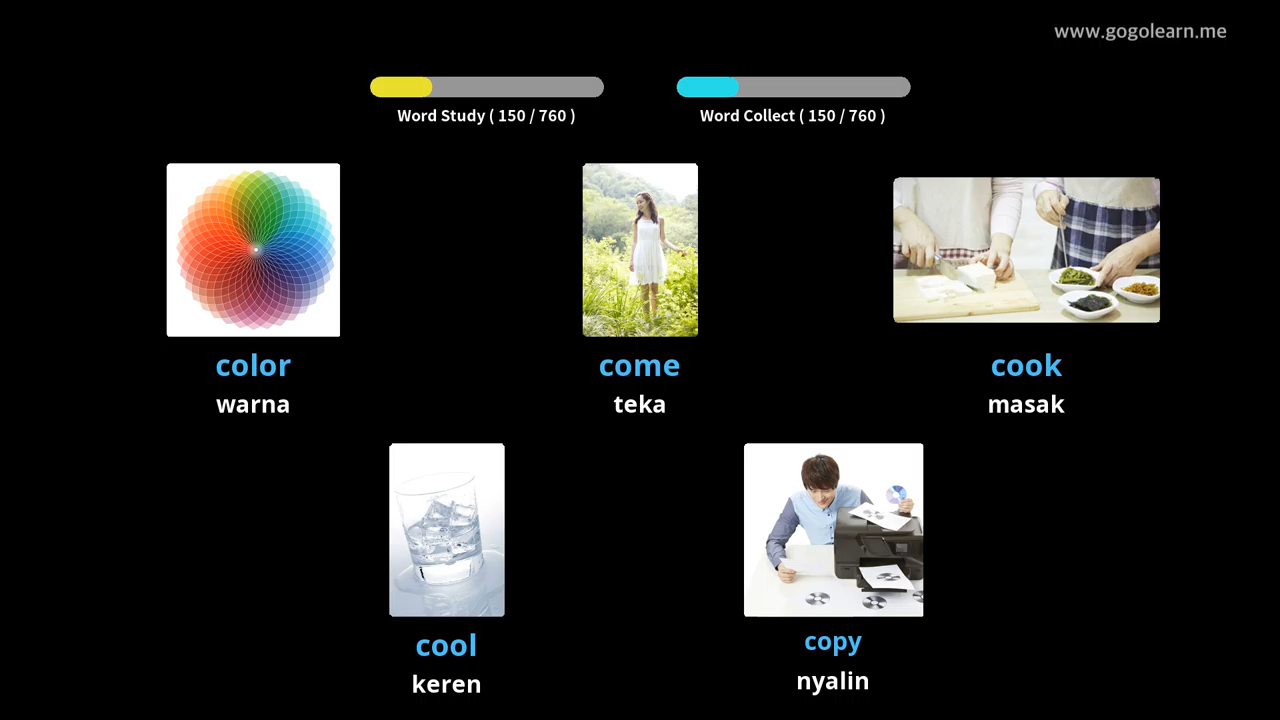 www.gogolearn.me
Word Study ( 150 / 760 )
Word Collect ( 150 / 760 )
color
warna
come
teka
cook
masak
cool
keren
copy
nyalin